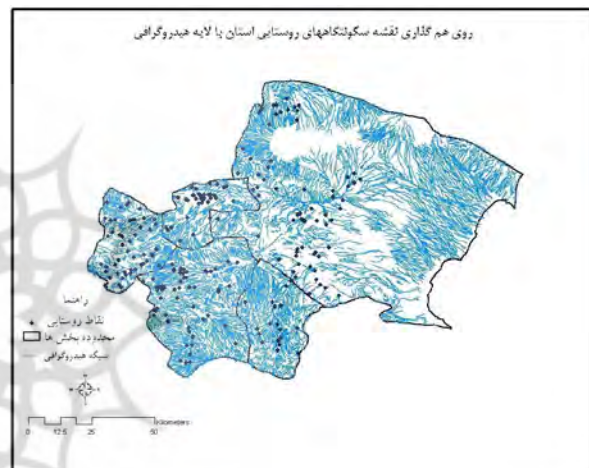 روی هم گذاری نقشه سکونتگاههای روستایی استان با لایه هیدروگرافی
راهنما
نقاط روستایی
محدوده بخش ها
شبکه هیدروگرافی
0 12.5 25 50
kilometers